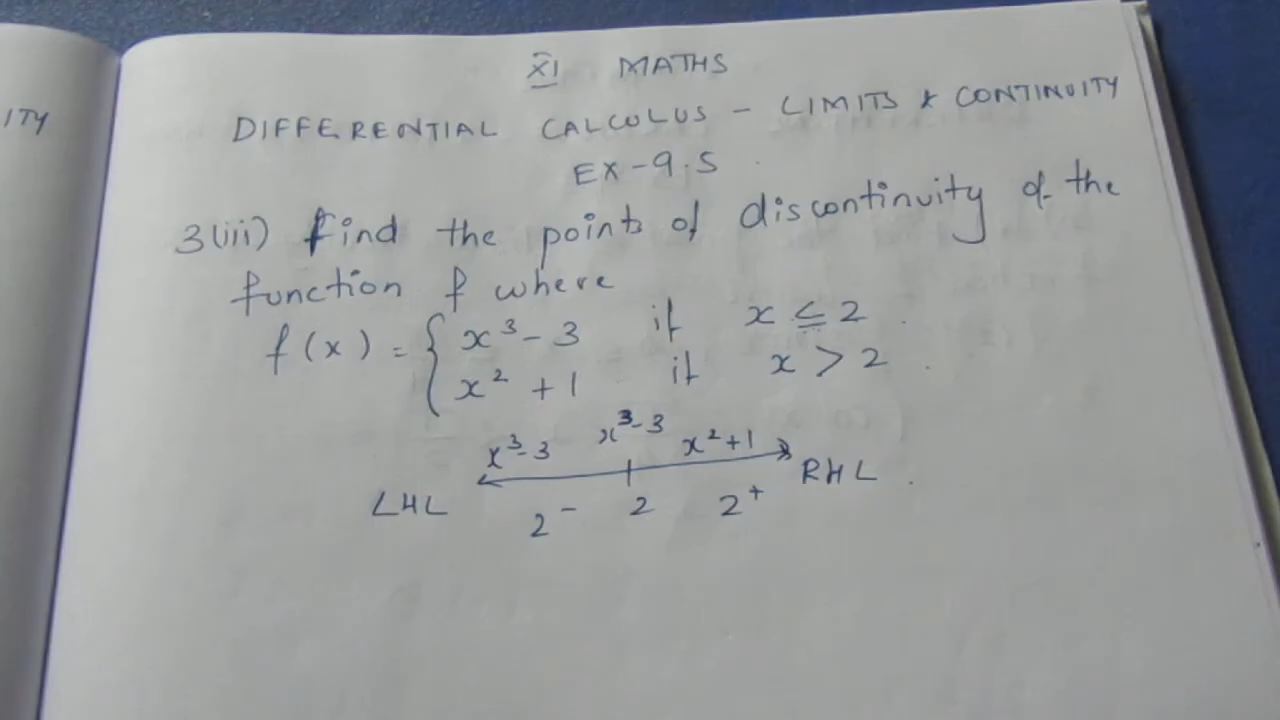 ITY
XI MATHS
DIFFERENTIAL CALCULUS - LIMITS & CONTINUITY
EX-9.5
3(iii) Find the points of discontinuity of the
function f where
f(x) = { x³-3 if x ≤ 2
x² + 1 if x > 2
x³-3 x³-3 x²+1
LHL RHL
2⁻ 2 2⁺